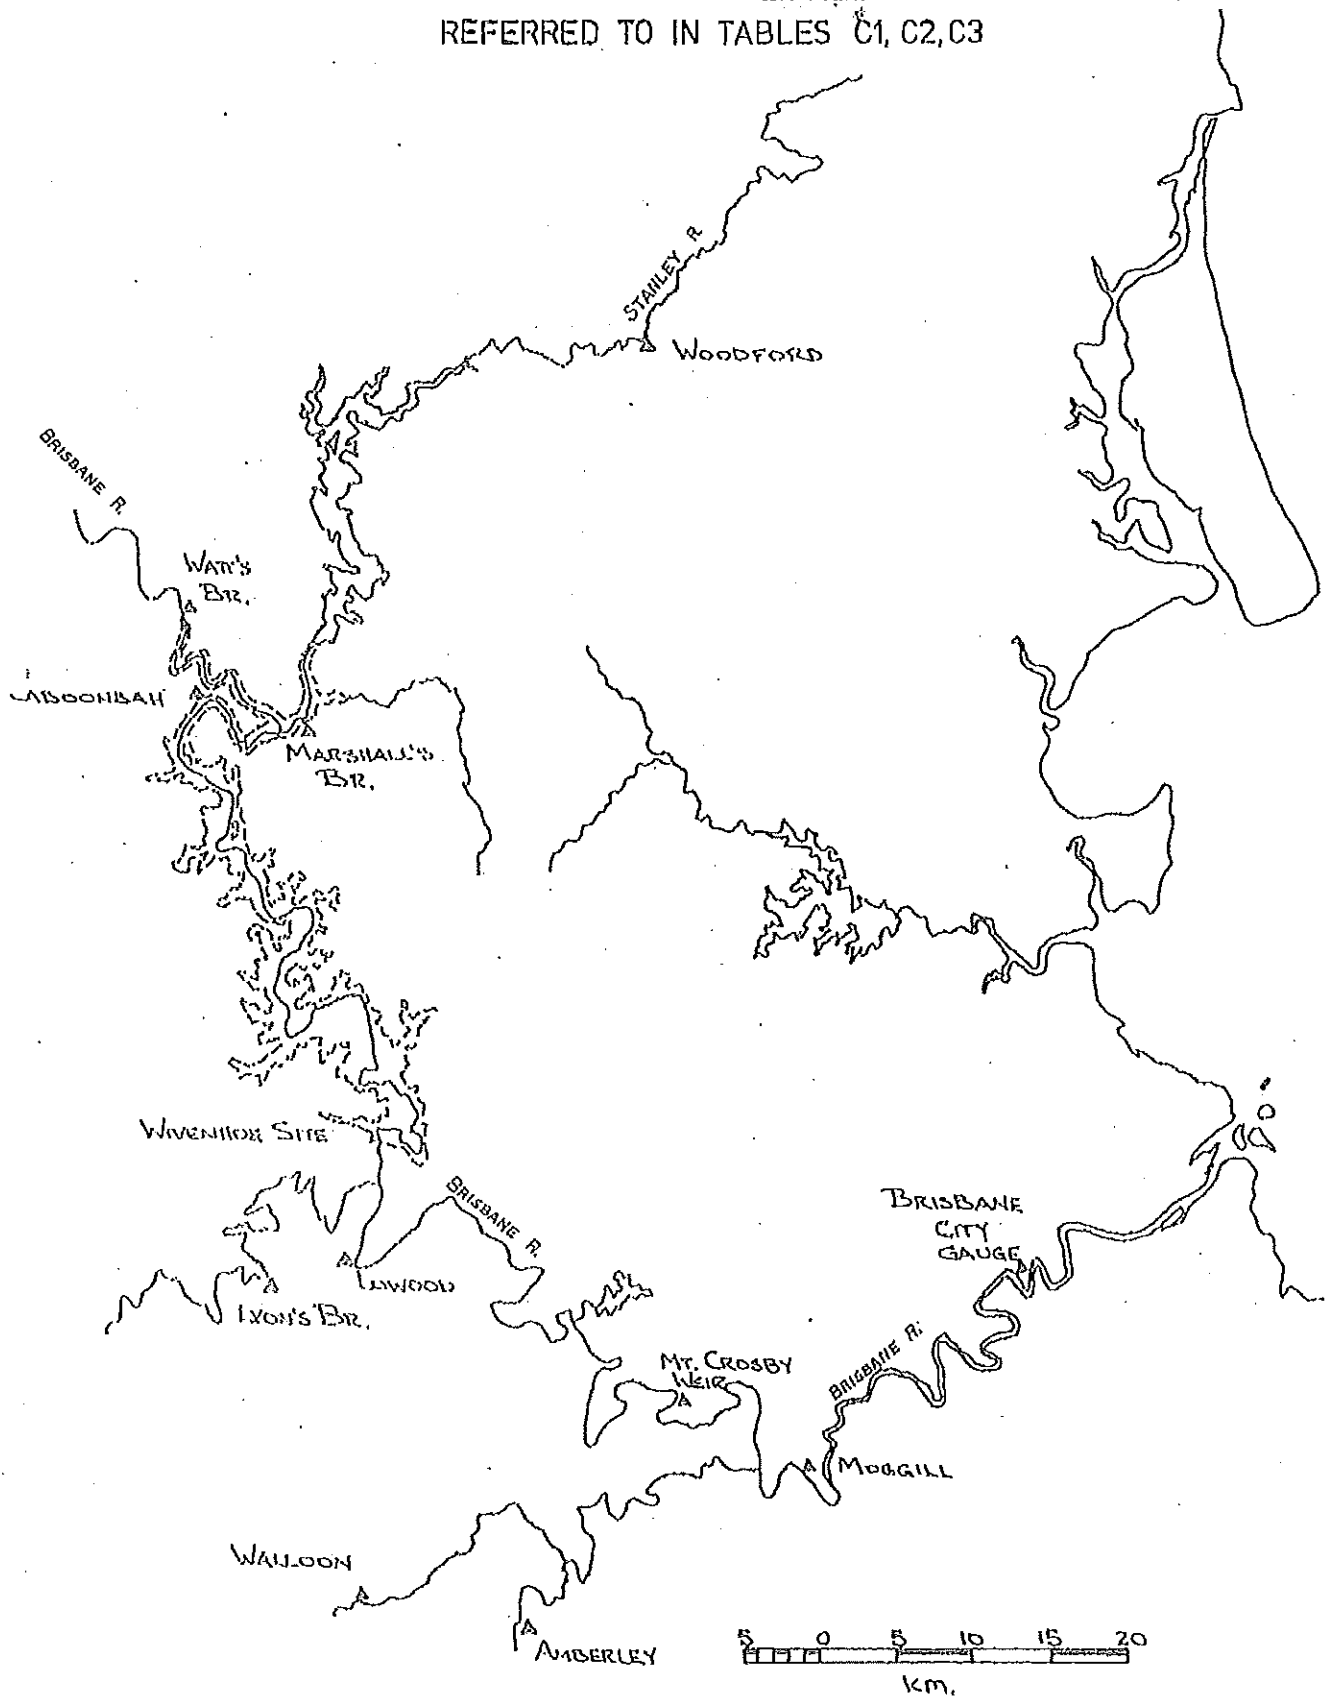 REFERRED TO IN TABLES C1, C2, C3
STANLEY R
WOODFORD
BRISBANE R.
WATT'S
BR.
CABOONBAH
MARSHALL'S
BR.
WIVENHOE SITE
BRISBANE R.
LOWOOD
LYON'S BR.
BRISBANE
CITY
GAUGE
MT. CROSBY
WEIR
BRISBANE R.
MOGGILL
WALLOON
AMBERLEY
5 0 5 10 15 20
km.